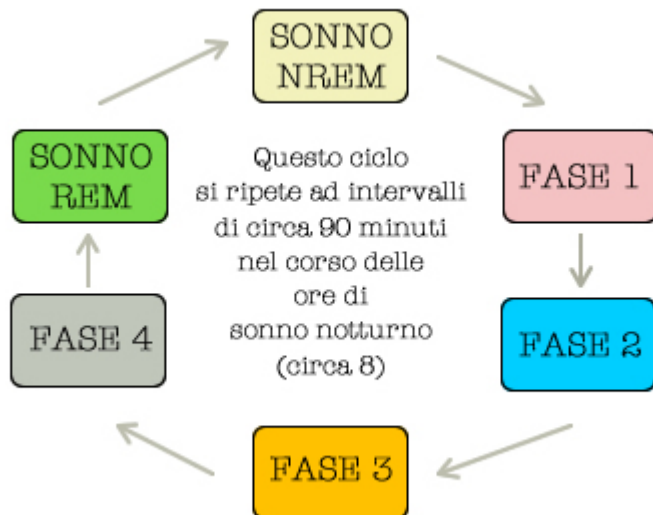 SONNO
NREM
FASE 1
FASE 2
FASE 3
FASE 4
SONNO
REM
Questo ciclo
si ripete ad intervalli
di circa 90 minuti
nel corso delle
ore di
sonno notturno
(circa 8)